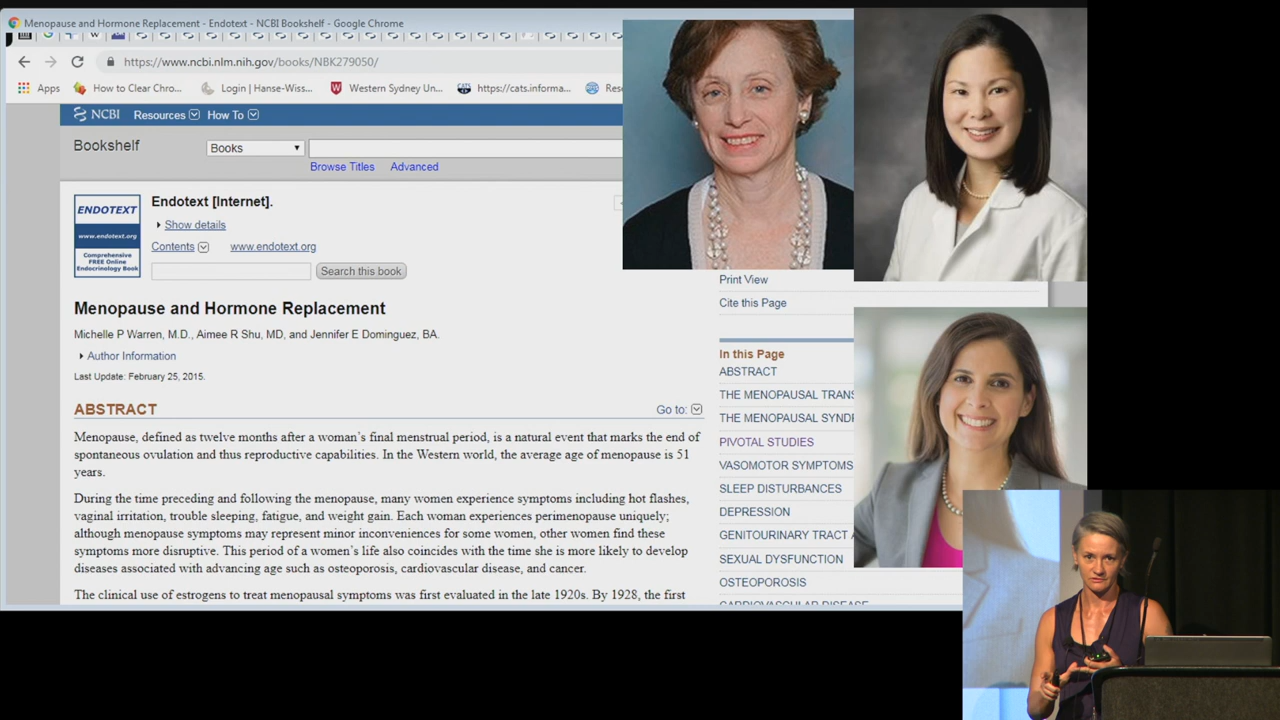 Menopause and Hormone Replacement - Endotext - NCBI Bookshelf - Google Chrome
https://www.ncbi.nlm.nih.gov/books/NBK279050/
Apps How to Clear Chro... Login | Hanse-Wiss... Western Sydney Un... https://cats.informa...
NCBI Resources How To
Bookshelf Books
Browse Titles Advanced
ENDOTEXT
www.endotext.org
Comprehensive
FREE Online
Endocrinology Book
Endotext [Internet].
Show details
Contents www.endotext.org
Search this book
Menopause and Hormone Replacement
Michelle P Warren, M.D., Aimee R Shu, MD, and Jennifer E Dominguez, BA.
Author Information
Last Update: February 25, 2015.
ABSTRACT Go to:
Menopause, defined as twelve months after a woman's final menstrual period, is a natural event that marks the end of
spontaneous ovulation and thus reproductive capabilities. In the Western world, the average age of menopause is 51
years.
During the time preceding and following the menopause, many women experience symptoms including hot flashes,
vaginal irritation, trouble sleeping, fatigue, and weight gain. Each woman experiences perimenopause uniquely;
although menopause symptoms may represent minor inconveniences for some women, other women find these
symptoms more disruptive. This period of a women's life also coincides with the time she is more likely to develop
diseases associated with advancing age such as osteoporosis, cardiovascular disease, and cancer.
The clinical use of estrogens to treat menopausal symptoms was first evaluated in the late 1920s. By 1928, the first
Print View
Cite this Page
In this Page
ABSTRACT
THE MENOPAUSAL TRANS
THE MENOPAUSAL SYND
PIVOTAL STUDIES
VASOMOTOR SYMPTOMS
SLEEP DISTURBANCES
DEPRESSION
GENITOURINARY TRACT
SEXUAL DYSFUNCTION
OSTEOPOROSIS
CARDIOVASCULAR DISEASE